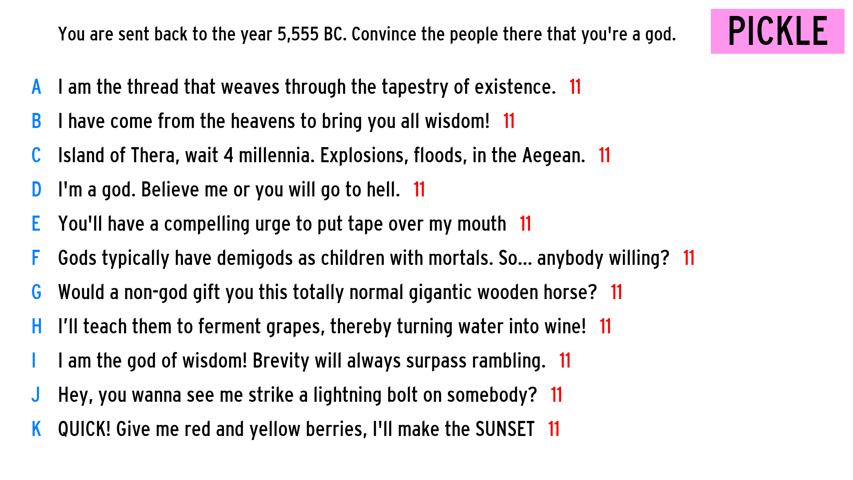 You are sent back to the year 5,555 BC. Convince the people there that you're a god. PICKLE
A I am the thread that weaves through the tapestry of existence. 11
B I have come from the heavens to bring you all wisdom! 11
C Island of Thera, wait 4 millennia. Explosions, floods, in the Aegean. 11
D I'm a god. Believe me or you will go to hell. 11
E You'll have a compelling urge to put tape over my mouth 11
F Gods typically have demigods as children with mortals. So... anybody willing? 11
G Would a non-god gift you this totally normal gigantic wooden horse? 11
H I’ll teach them to ferment grapes, thereby turning water into wine! 11
I I am the god of wisdom! Brevity will always surpass rambling. 11
J Hey, you wanna see me strike a lightning bolt on somebody? 11
K QUICK! Give me red and yellow berries, I'll make the SUNSET 11